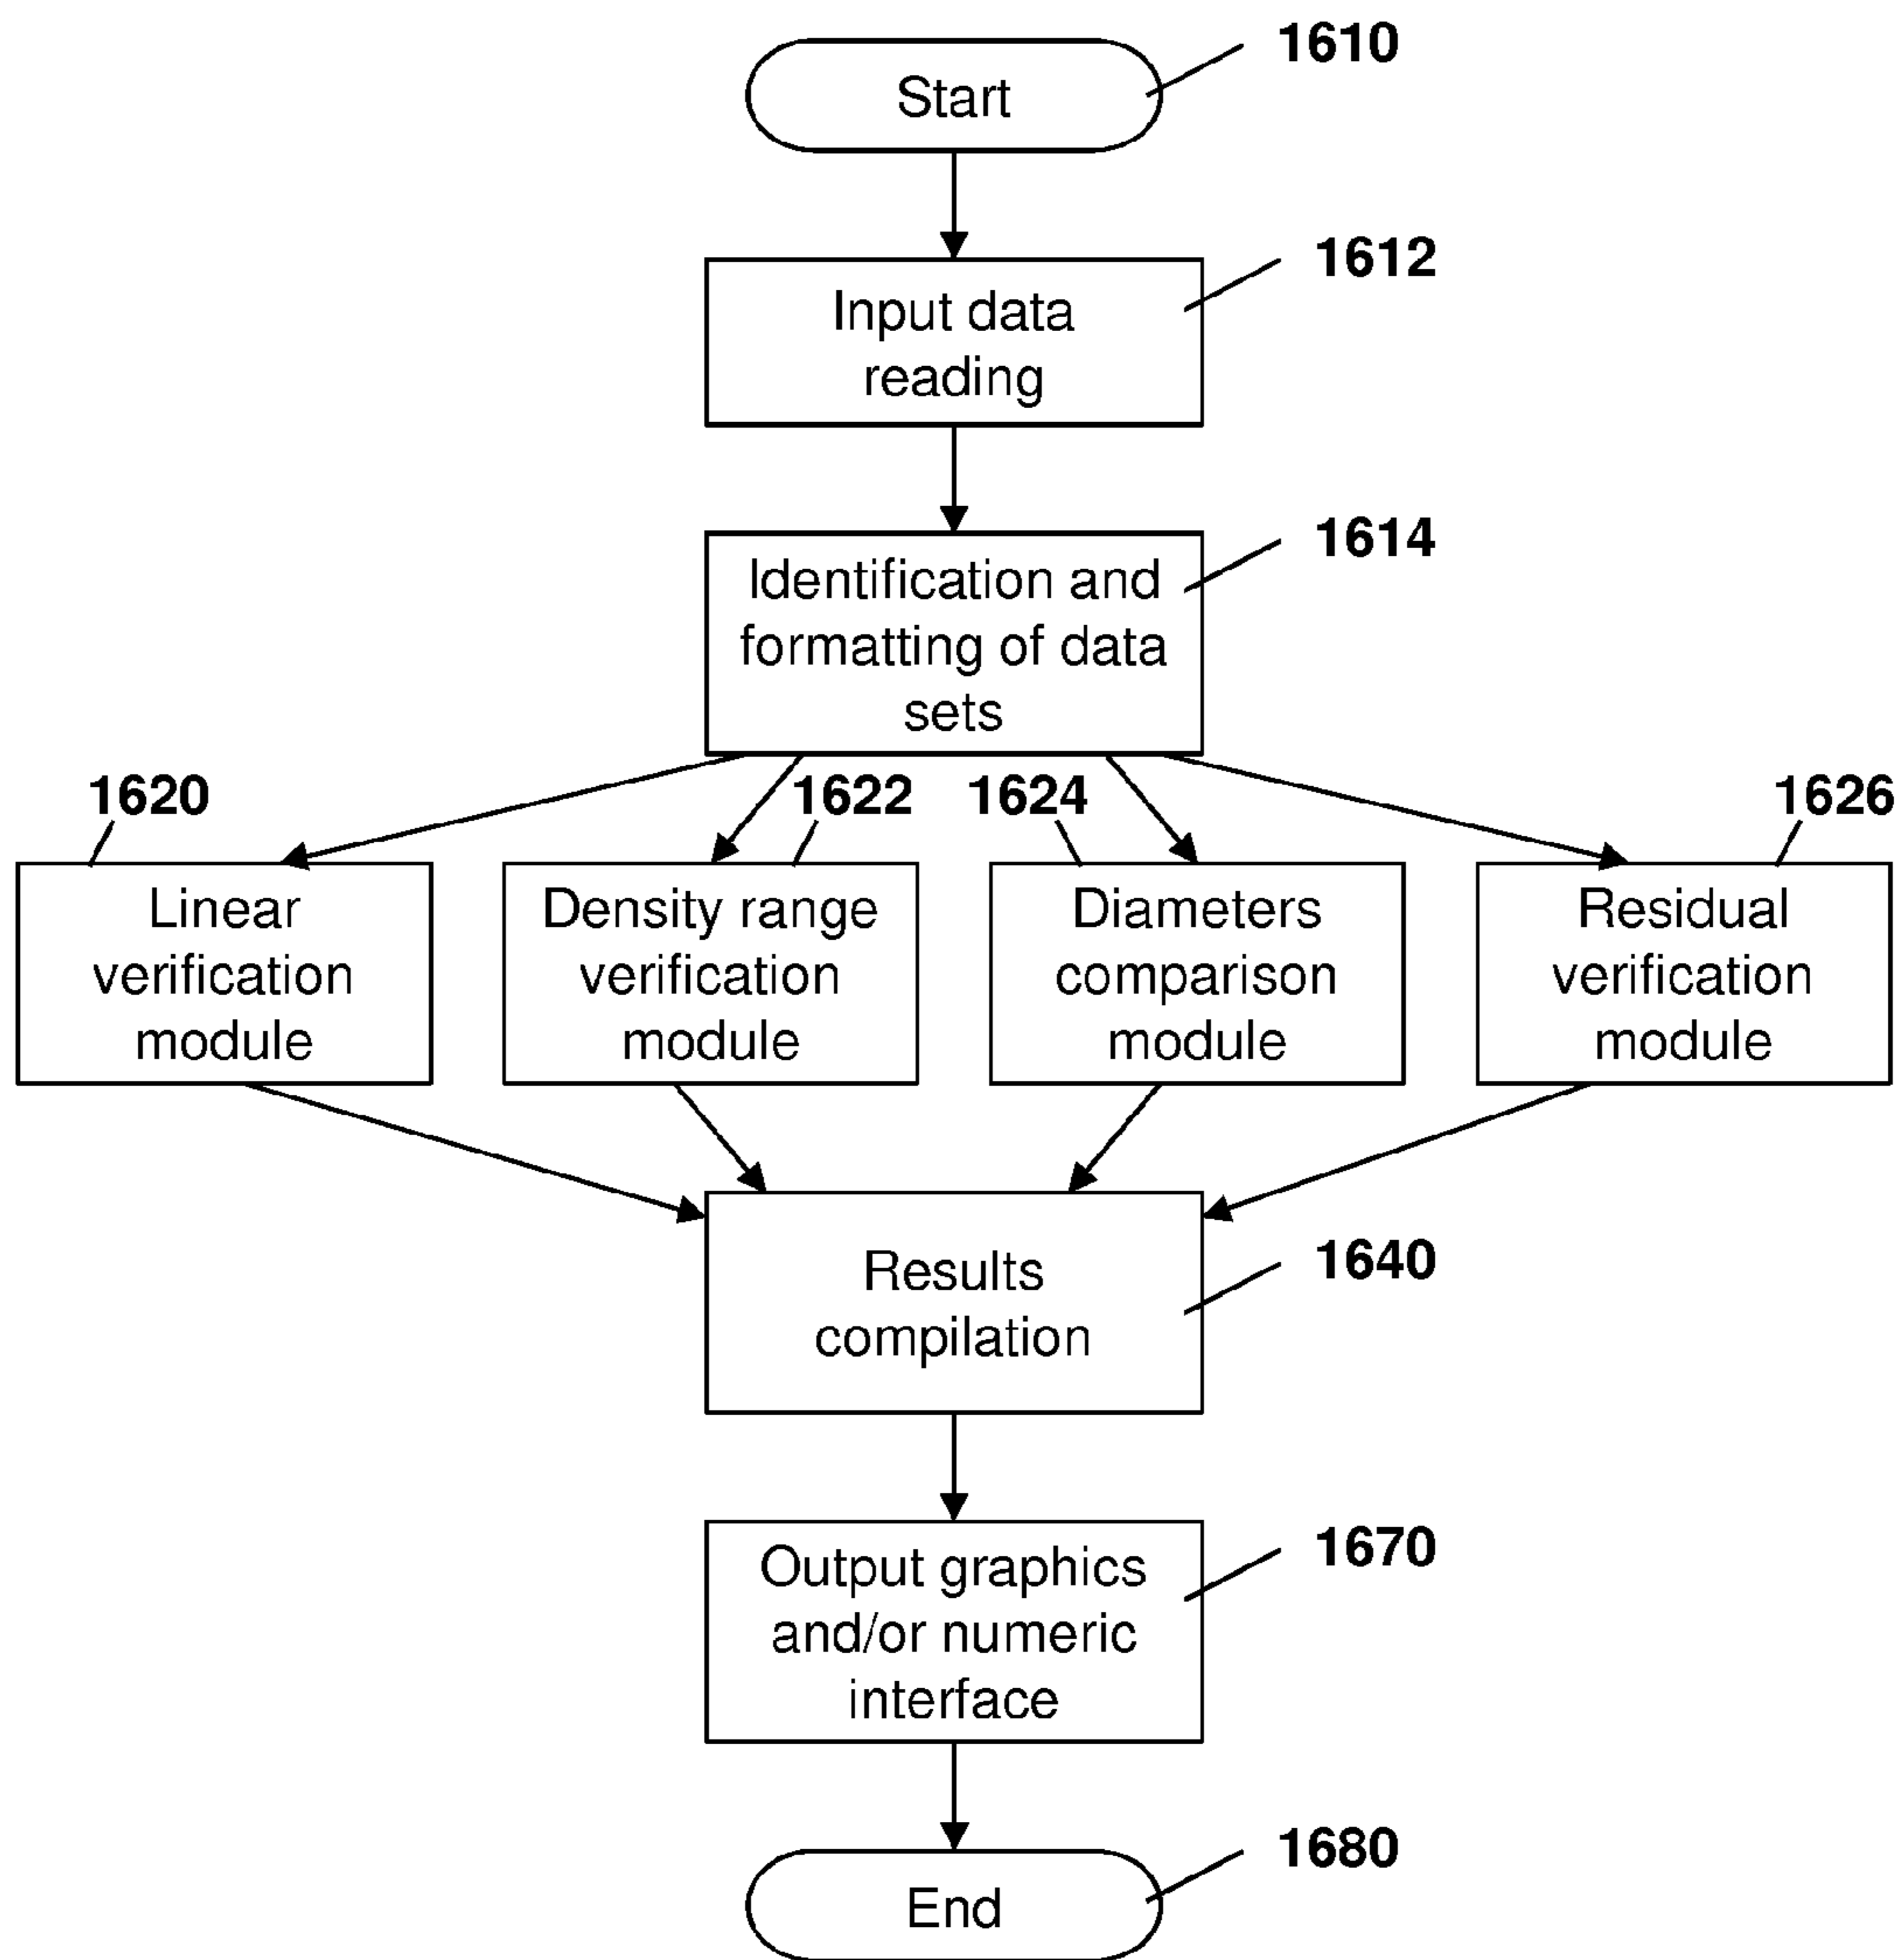 1610
Start
1612
Input data
reading
1614
Identification and
formatting of data
sets
1620
1622
1624
1626
Linear
verification
module
Density range
verification
module
Diameters
comparison
module
Residual
verification
module
1640
Results
compilation
1670
Output graphics
and/or numeric
interface
1680
End